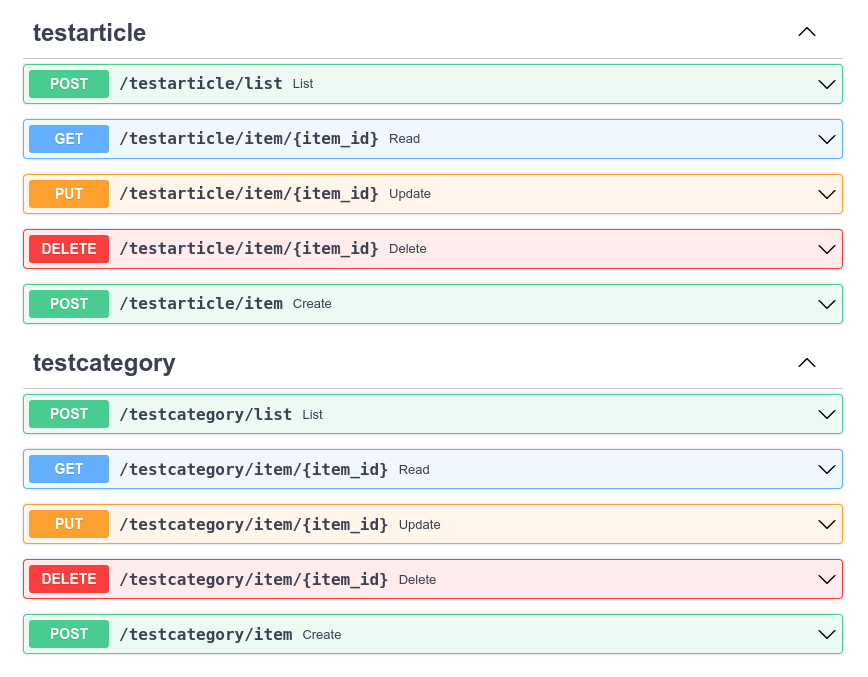 testarticle
POST /testarticle/list List
GET /testarticle/item/{item_id} Read
PUT /testarticle/item/{item_id} Update
DELETE /testarticle/item/{item_id} Delete
POST /testarticle/item Create
testcategory
POST /testcategory/list List
GET /testcategory/item/{item_id} Read
PUT /testcategory/item/{item_id} Update
DELETE /testcategory/item/{item_id} Delete
POST /testcategory/item Create